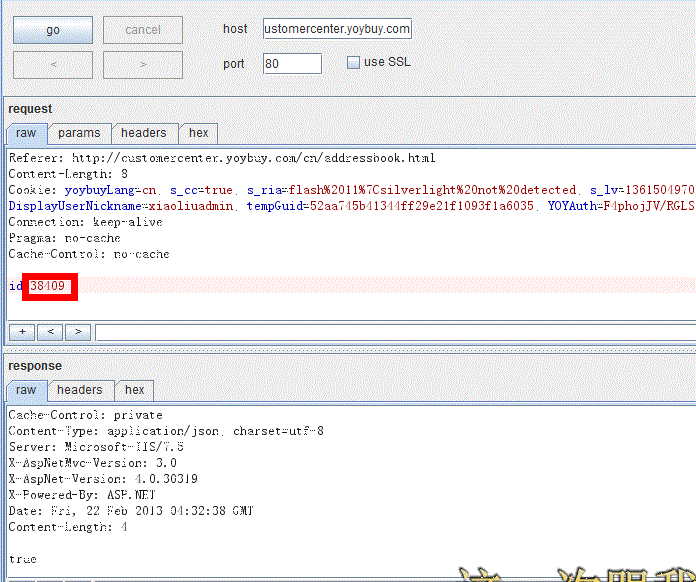 go
cancel
host
ustomercenter.yoybuy.com
<
>
port
80
use SSL
request
raw
params
headers
hex
Referer: http://customercenter.yoybuy.com/cn/addressbook.html
Content-Length: 8
Cookie: yoybuyLang=cn, s_cc=true, s_ria=flash%2011%7Csilverlight%20not%20detected, s_lv=1361504970
DisplayUserNickname=xiaoliuadmin, tempGuid=52aa745b41344ff29e21f1093f1a6035, YOYAuth=F4phojJV/RGLS
Connection: keep-alive
Pragma: no-cache
Cache-Control: no-cache
id 38409
+
<
>
response
raw
headers
hex
Cache-Control: private
Content-Type: application/json, charset=utf-8
Server: Microsoft-IIS/7.5
X-AspNetMvc-Version: 3.0
X-AspNet-Version: 4.0.30319
X-Powered-By: ASP.NET
Date: Fri, 22 Feb 2013 04:32:38 GMT
Content-Length: 4
true